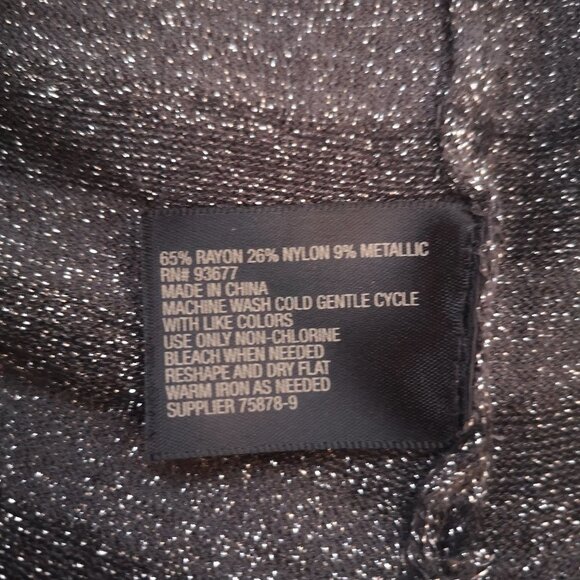 65% RAYON 26% NYLON 9% METALLIC
RN# 93677
MADE IN CHINA
MACHINE WASH COLD GENTLE CYCLE
WITH LIKE COLORS
USE ONLY NON-CHLORINE
BLEACH WHEN NEEDED
RESHAPE AND DRY FLAT
WARM IRON AS NEEDED
SUPPLIER 75878-9